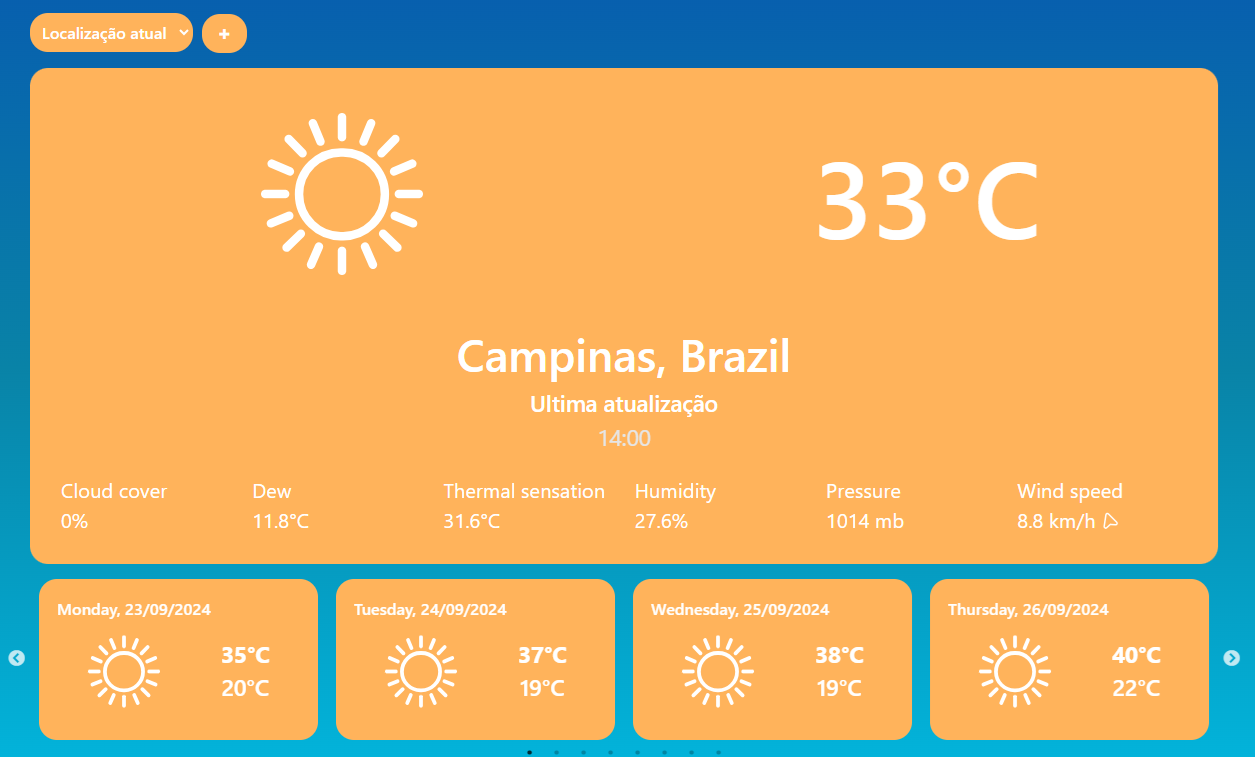 Localização atual
+
33°C
Campinas, Brazil
Ultima atualização
14:00
Cloud cover Dew Thermal sensation Humidity Pressure Wind speed
0% 11.8°C 31.6°C 27.6% 1014 mb 8.8 km/h
Monday, 23/09/2024
35°C
20°C
Tuesday, 24/09/2024
37°C
19°C
Wednesday, 25/09/2024
38°C
19°C
Thursday, 26/09/2024
40°C
22°C